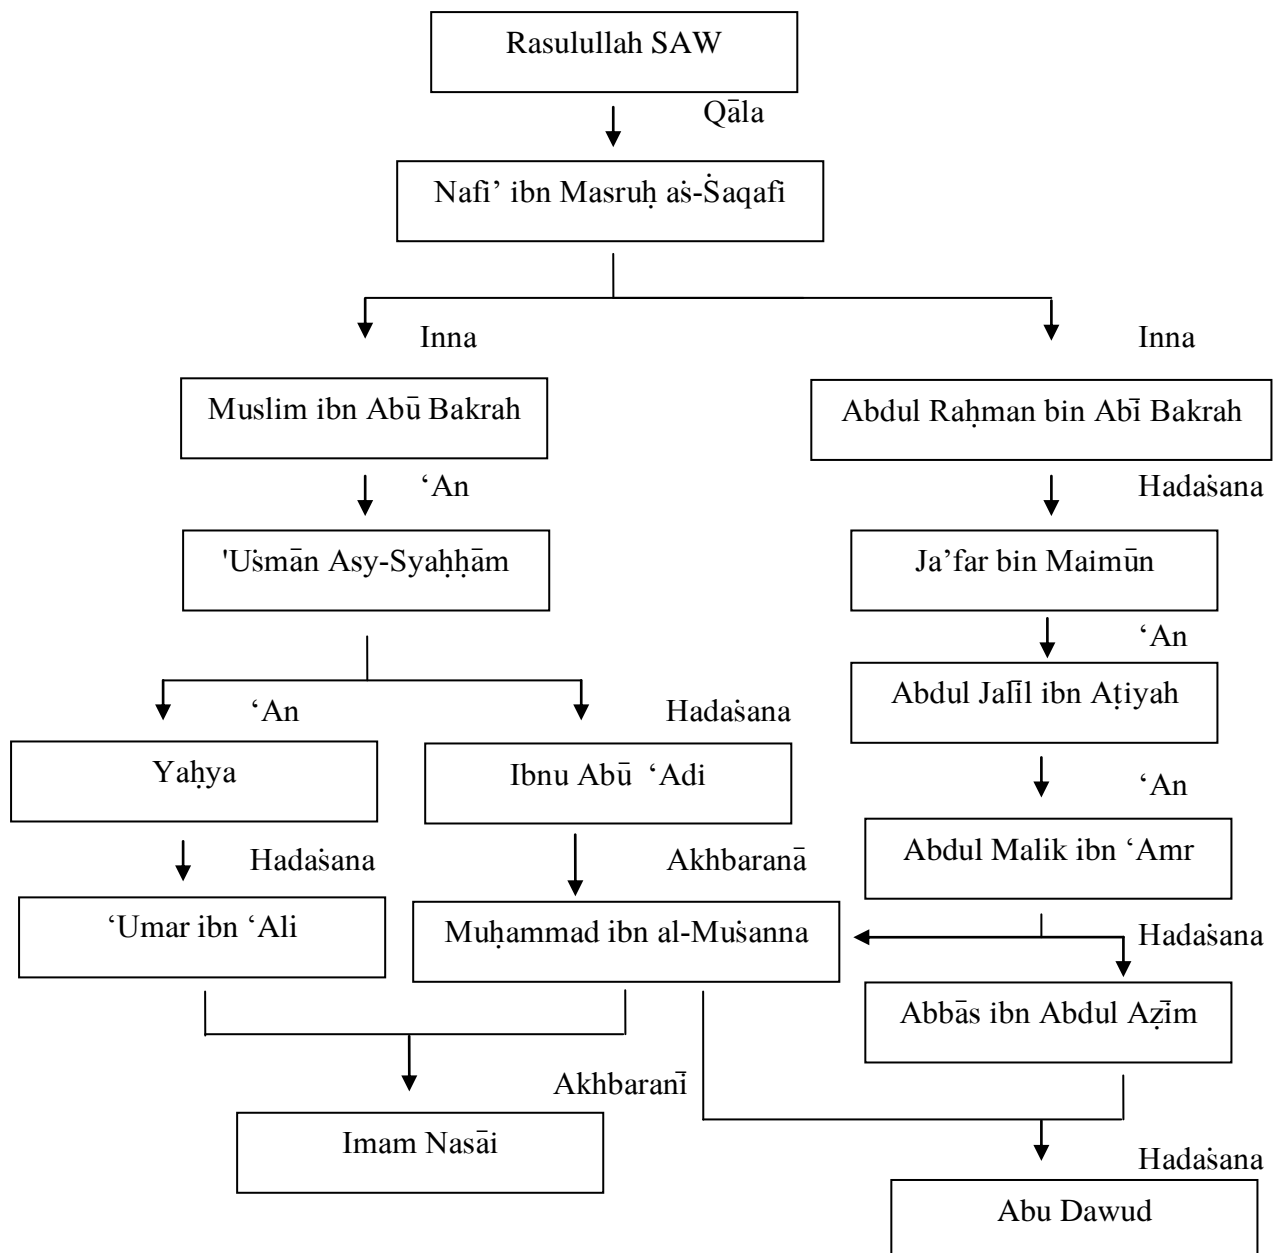 Rasulullah SAW
Qāla
Nafi’ ibn Masruḥ aṡ-Ṡaqafi
Inna
Inna
Muslim ibn Abū Bakrah
Abdul Raḥman bin Abī Bakrah
‘An
Hadaṡana
'Uṡmān Asy-Syaḥḥām
Ja’far bin Maimūn
‘An
Abdul Jalīl ibn Aṭiyah
‘An
Hadaṡana
Yaḥya
Ibnu Abū ‘Adi
‘An
Hadaṡana
Akhbaranā
Abdul Malik ibn ‘Amr
‘Umar ibn ‘Ali
Muḥammad ibn al-Muṡanna
Hadaṡana
Abbās ibn Abdul Aẓīm
Akhbaranī
Imam Nasāi
Hadaṡana
Abu Dawud